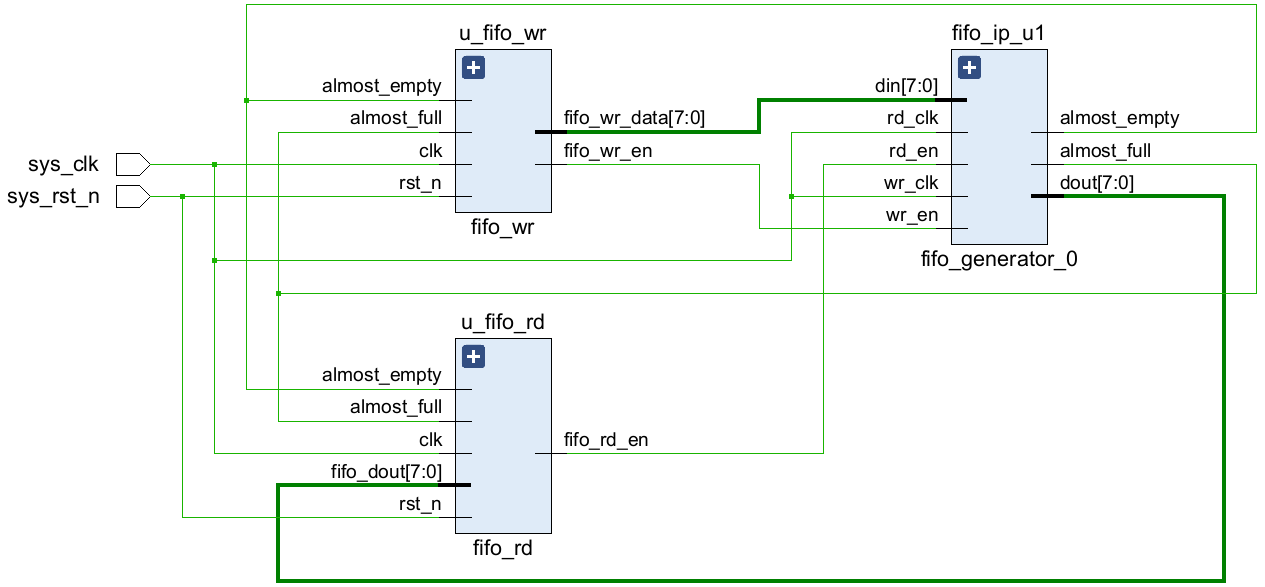 sys_clk
sys_rst_n
u_fifo_wr
almost_empty
almost_full
clk
rst_n
fifo_wr_data[7:0]
fifo_wr_en
fifo_wr
fifo_ip_u1
din[7:0]
rd_clk
rd_en
wr_clk
wr_en
almost_empty
almost_full
dout[7:0]
fifo_generator_0
u_fifo_rd
almost_empty
almost_full
clk
fifo_dout[7:0]
rst_n
fifo_rd_en
fifo_rd